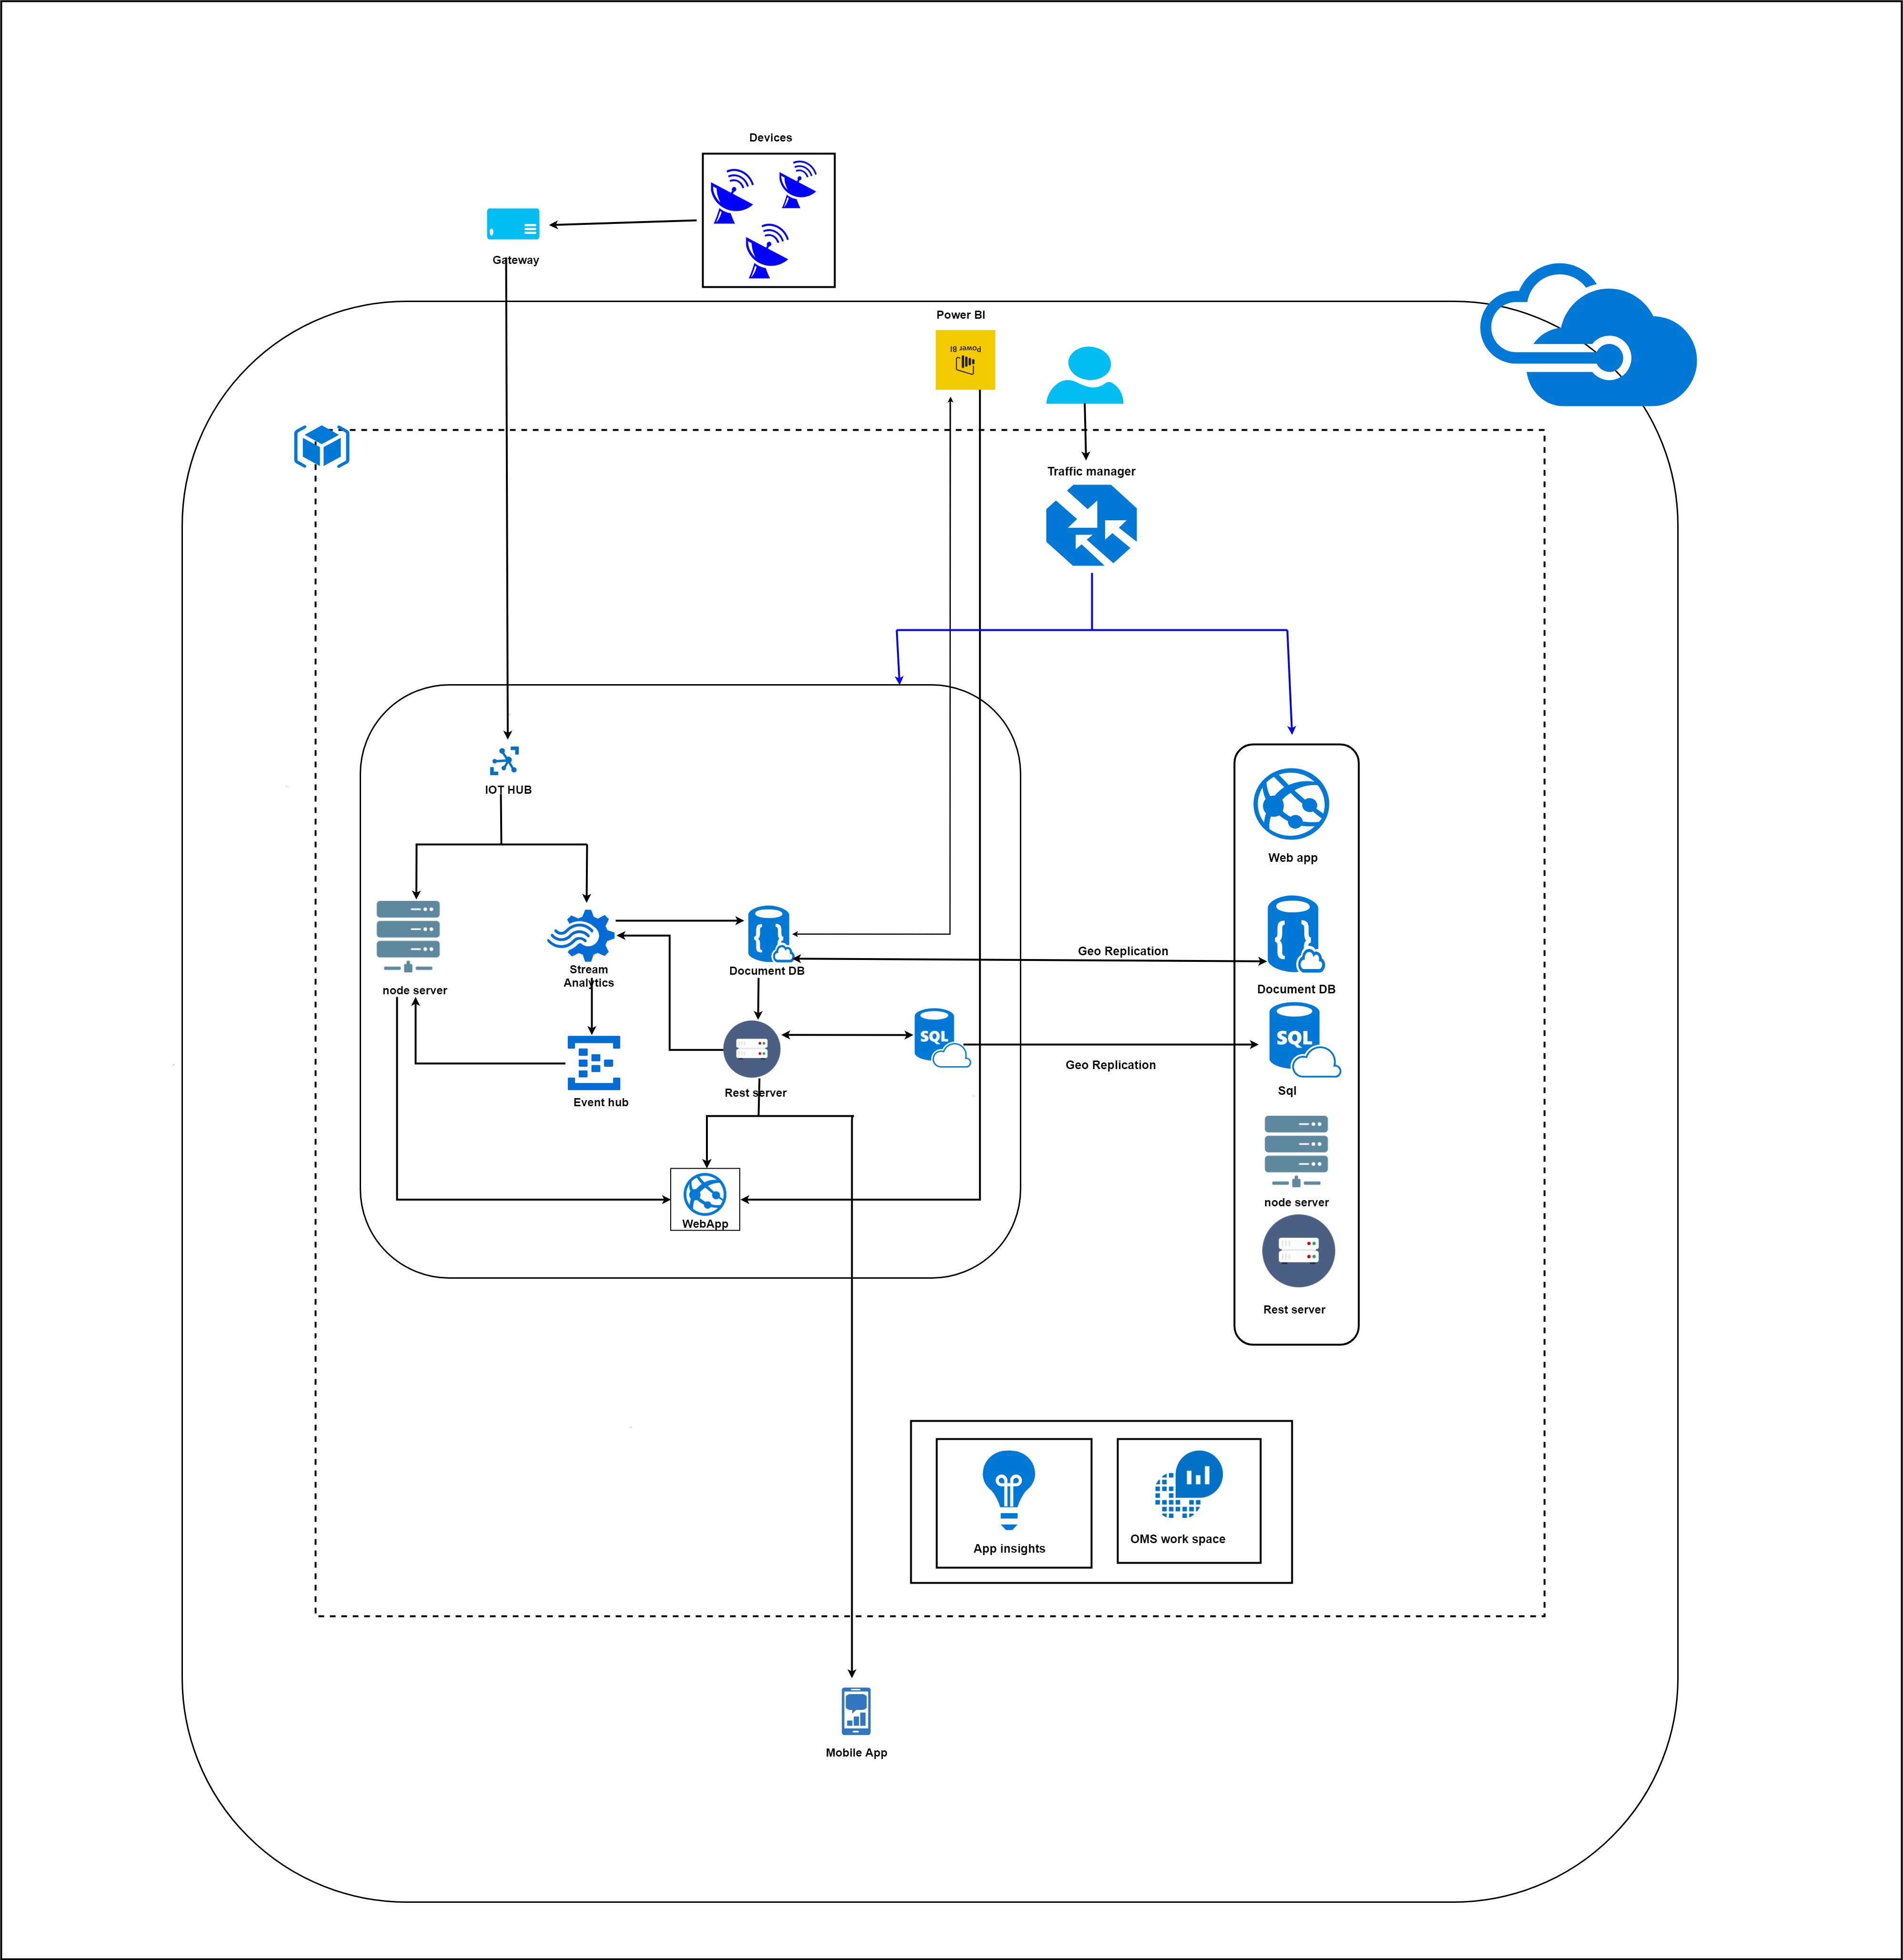 Devices
Gateway
Power BI
Power BI
Traffic manager
IOT HUB
Web app
node server
Stream
Analytics
Document DB
Geo Replication
Document DB
SQL
SQL
Geo Replication
Sql
Event hub
Rest server
node server
WebApp
Rest server
App insights
OMS work space
Mobile App